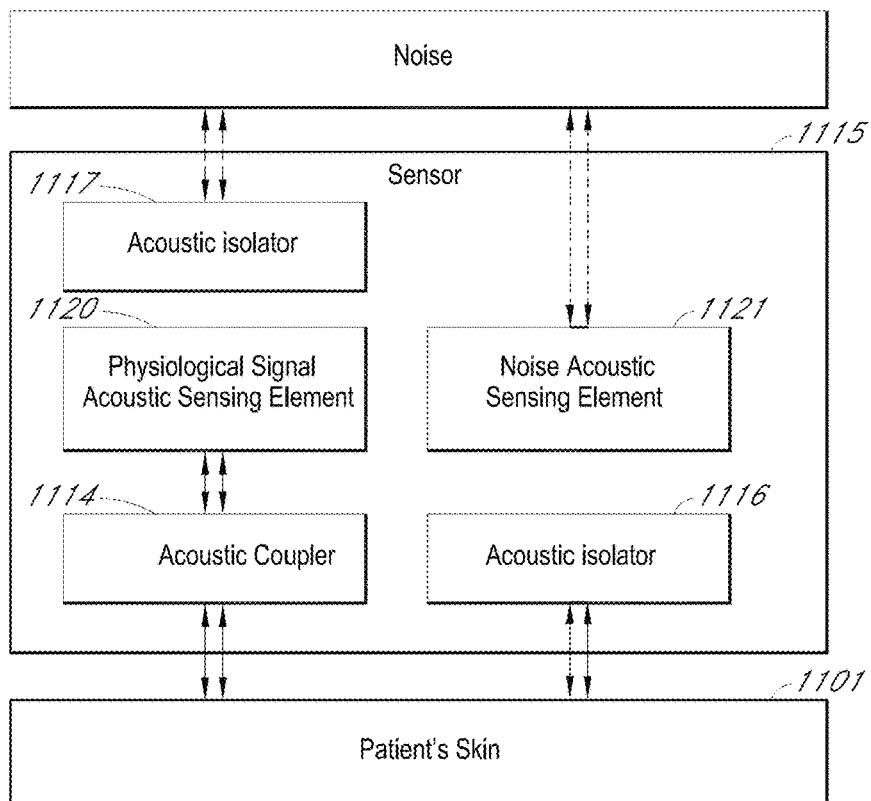 Noise
1115
Sensor
1117
Acoustic isolator
1120
Physiological Signal
Acoustic Sensing Element
1121
Noise Acoustic
Sensing Element
1114
Acoustic Coupler
1116
Acoustic isolator
1101
Patient's Skin